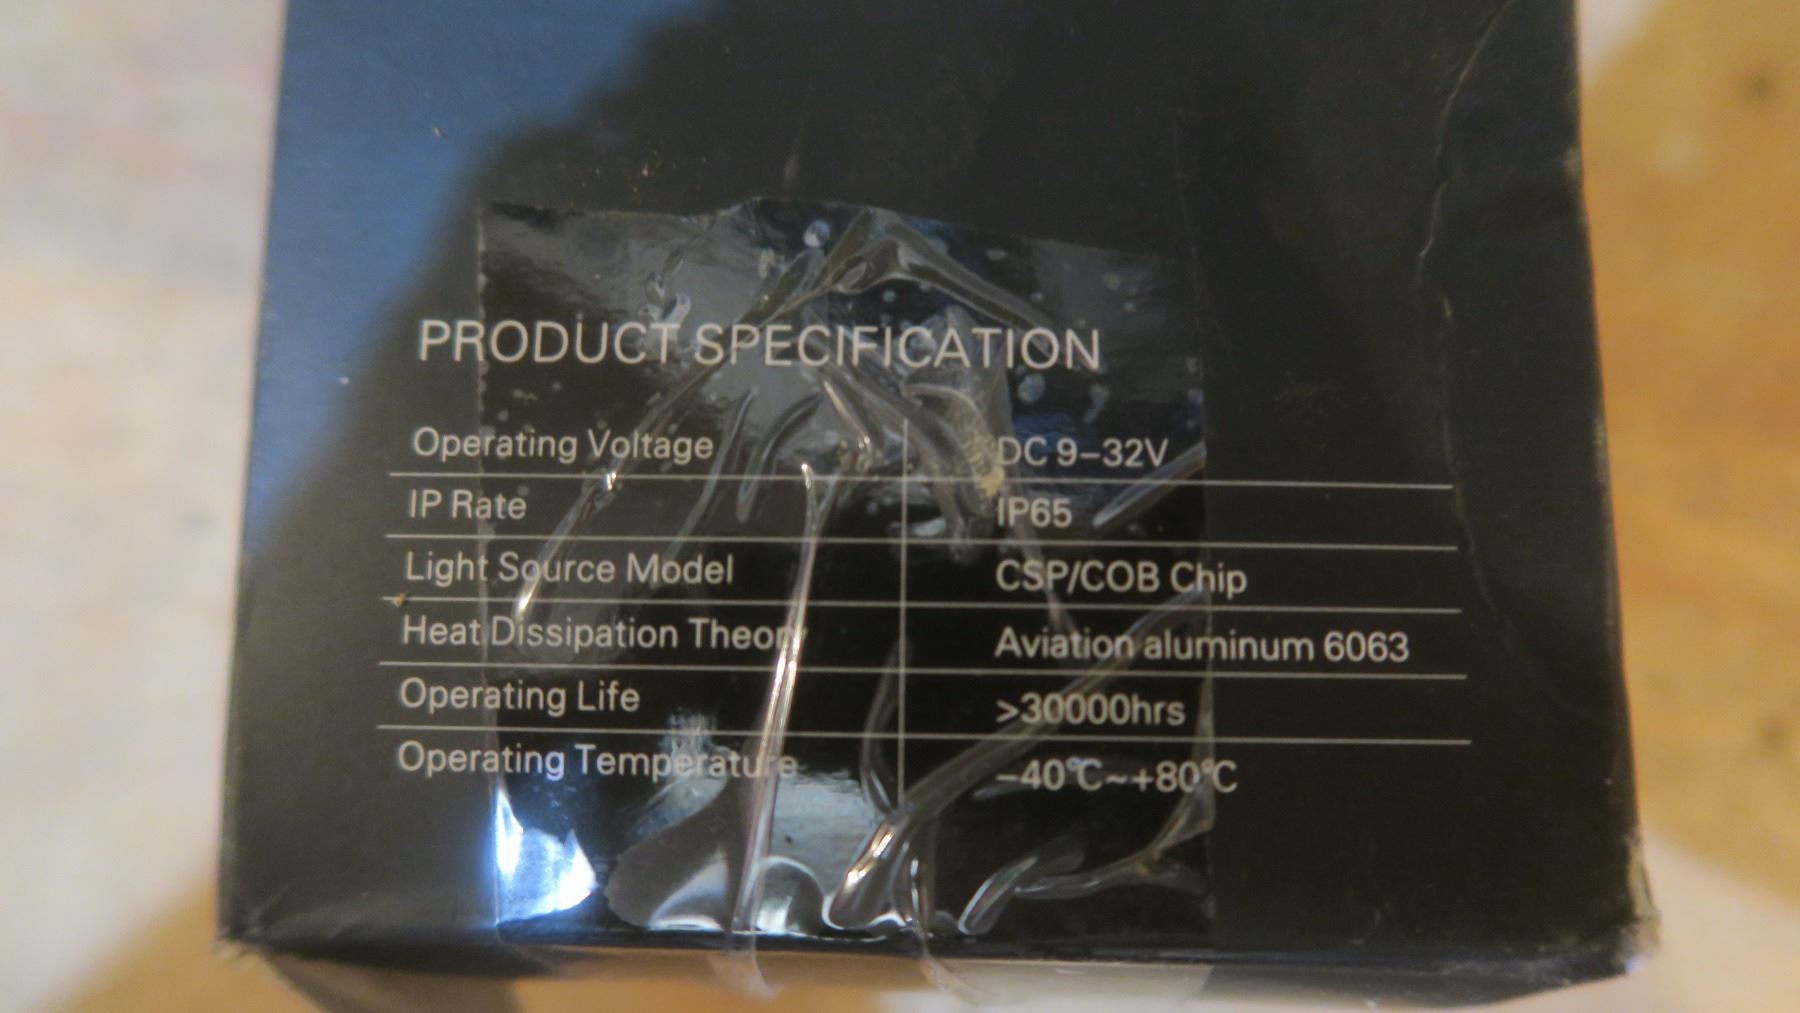 PRODUCT SPECIFICATION
Operating Voltage DC 9–32V
IP Rate IP65
Light Source Model CSP/COB Chip
Heat Dissipation Theory Aviation aluminum 6063
Operating Life >30000hrs
Operating Temperature –40℃~+80℃